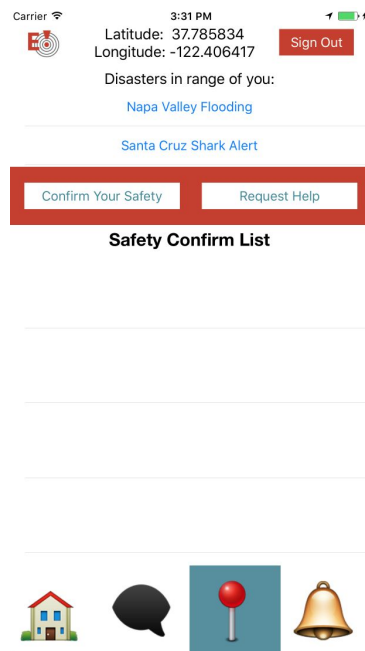 Carrier 3:31 PM
E
Latitude: 37.785834
Longitude: -122.406417
Sign Out
Disasters in range of you:
Napa Valley Flooding
Santa Cruz Shark Alert
Confirm Your Safety Request Help
Safety Confirm List